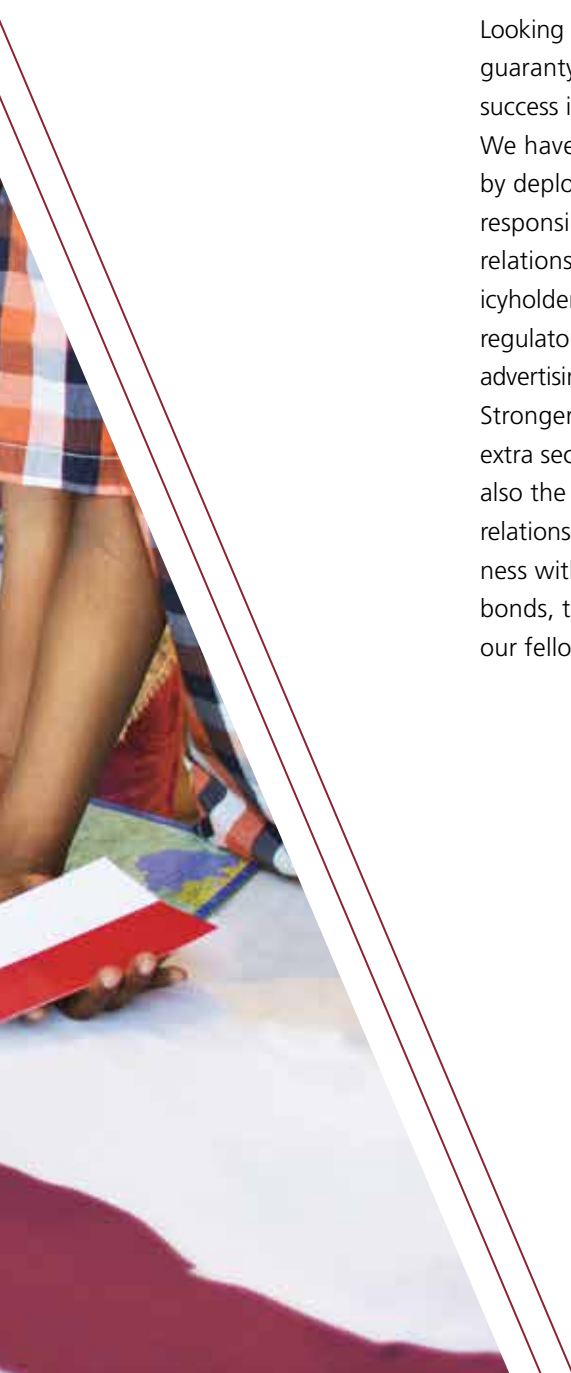 Looking
guaranty
success i
We have
by deplo
responsi
relations
icyholder
regulato
advertisin
Stronger
extra sec
also the
relations
ness with
bonds, t
our fello